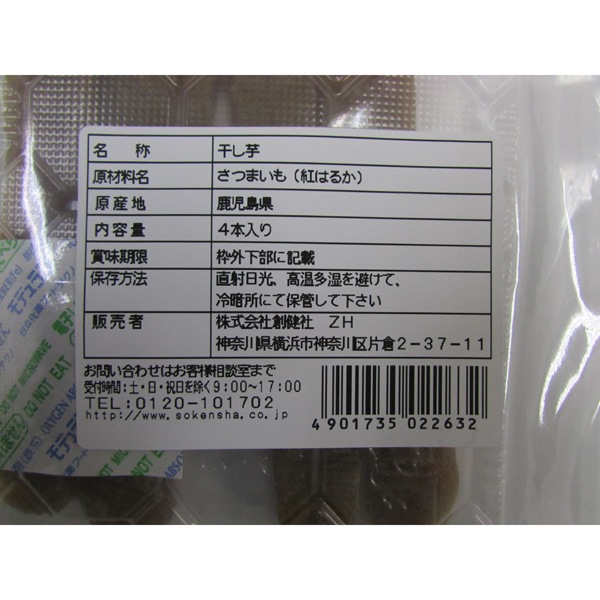 名称 干し芋
原材料名 さつまいも（紅はるか）
原産地 鹿児島県
内容量 4本入り
賞味期限 枠外下部に記載
保存方法 直射日光、高温多湿を避けて、
冷暗所にて保管して下さい
販売者 株式会社創健社 ZH
神奈川県横浜市神奈川区片倉2-37-11
お問い合わせはお客様相談室まで
受付時間：土・日・祝日を除く9:00〜17:00
TEL:0120-101702
http://www.sokensha.co.jp
4901735 022632
DO NOT EAT